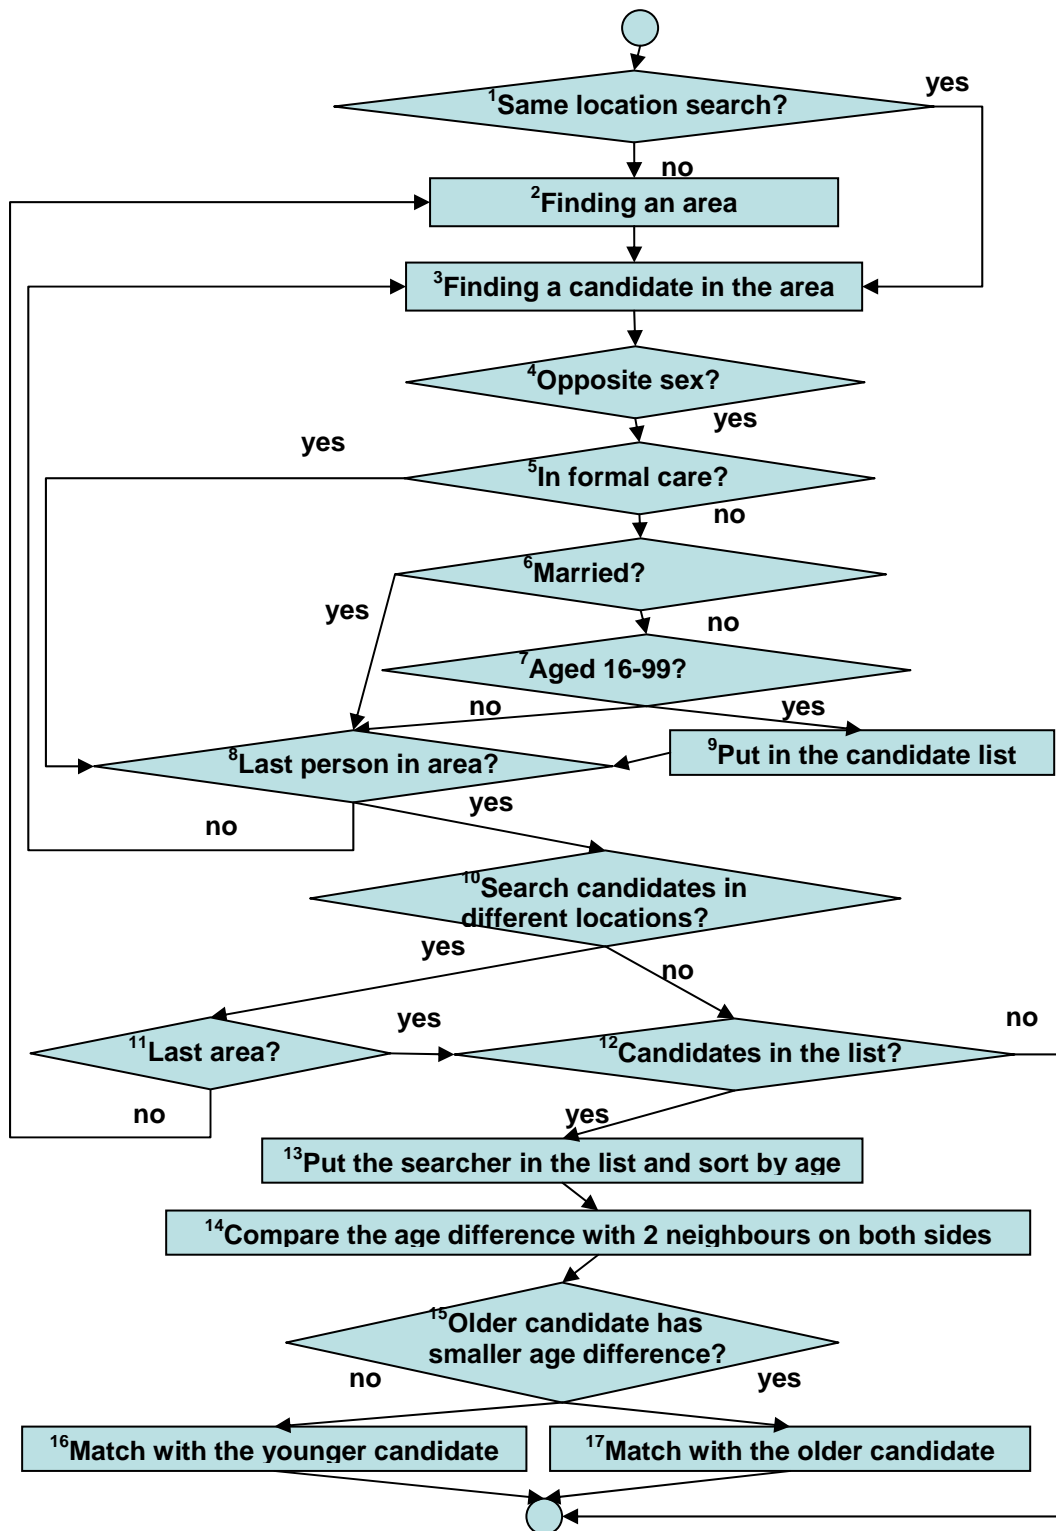 yes
1Same location search?
no
2Finding an area
3Finding a candidate in the area
4Opposite sex?
yes
yes
5In formal care?
no
6Married?
yes
no
7Aged 16-99?
no
yes
9Put in the candidate list
8Last person in area?
yes
no
10Search candidates in
different locations?
yes
no
yes
no
11Last area?
12Candidates in the list?
no
yes
13Put the searcher in the list and sort by age
14Compare the age difference with 2 neighbours on both sides
15Older candidate has
smaller age difference?
no
yes
16Match with the younger candidate
17Match with the older candidate